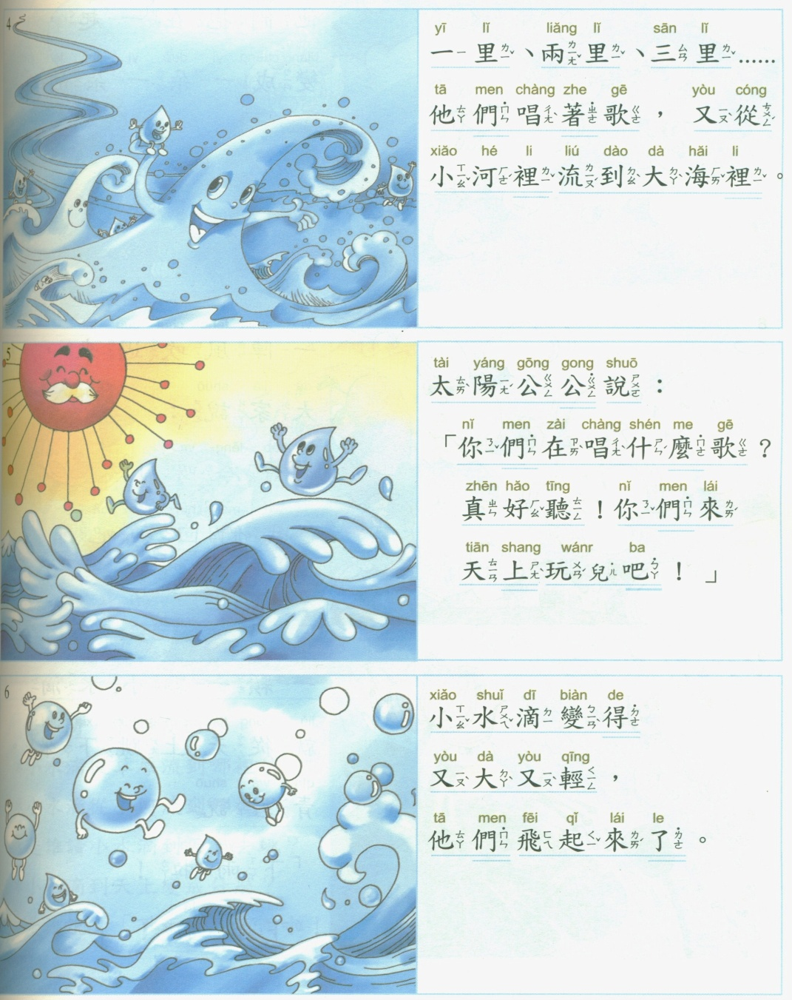 4
yī lǐ liǎng lǐ sān lǐ
一里、兩里、三里……
tā men chàng zhe gē yòu cóng
他們唱著歌，又從
xiǎo hé li liú dào dà hǎi li
小河裡流到大海裡。
5
tài yáng gōng gong shuō
太陽公公說：
nǐ men zài chàng shén me gē
「你們在唱什麼歌？
zhēn hǎo tīng nǐ men lái
真好聽！你們來
tiān shang wánr ba
天上玩兒吧！」
6
xiǎo shuǐ dī biàn de
小水滴變得
yòu dà yòu qīng
又大又輕，
tā men fēi qǐ lái le
他們飛起來了。